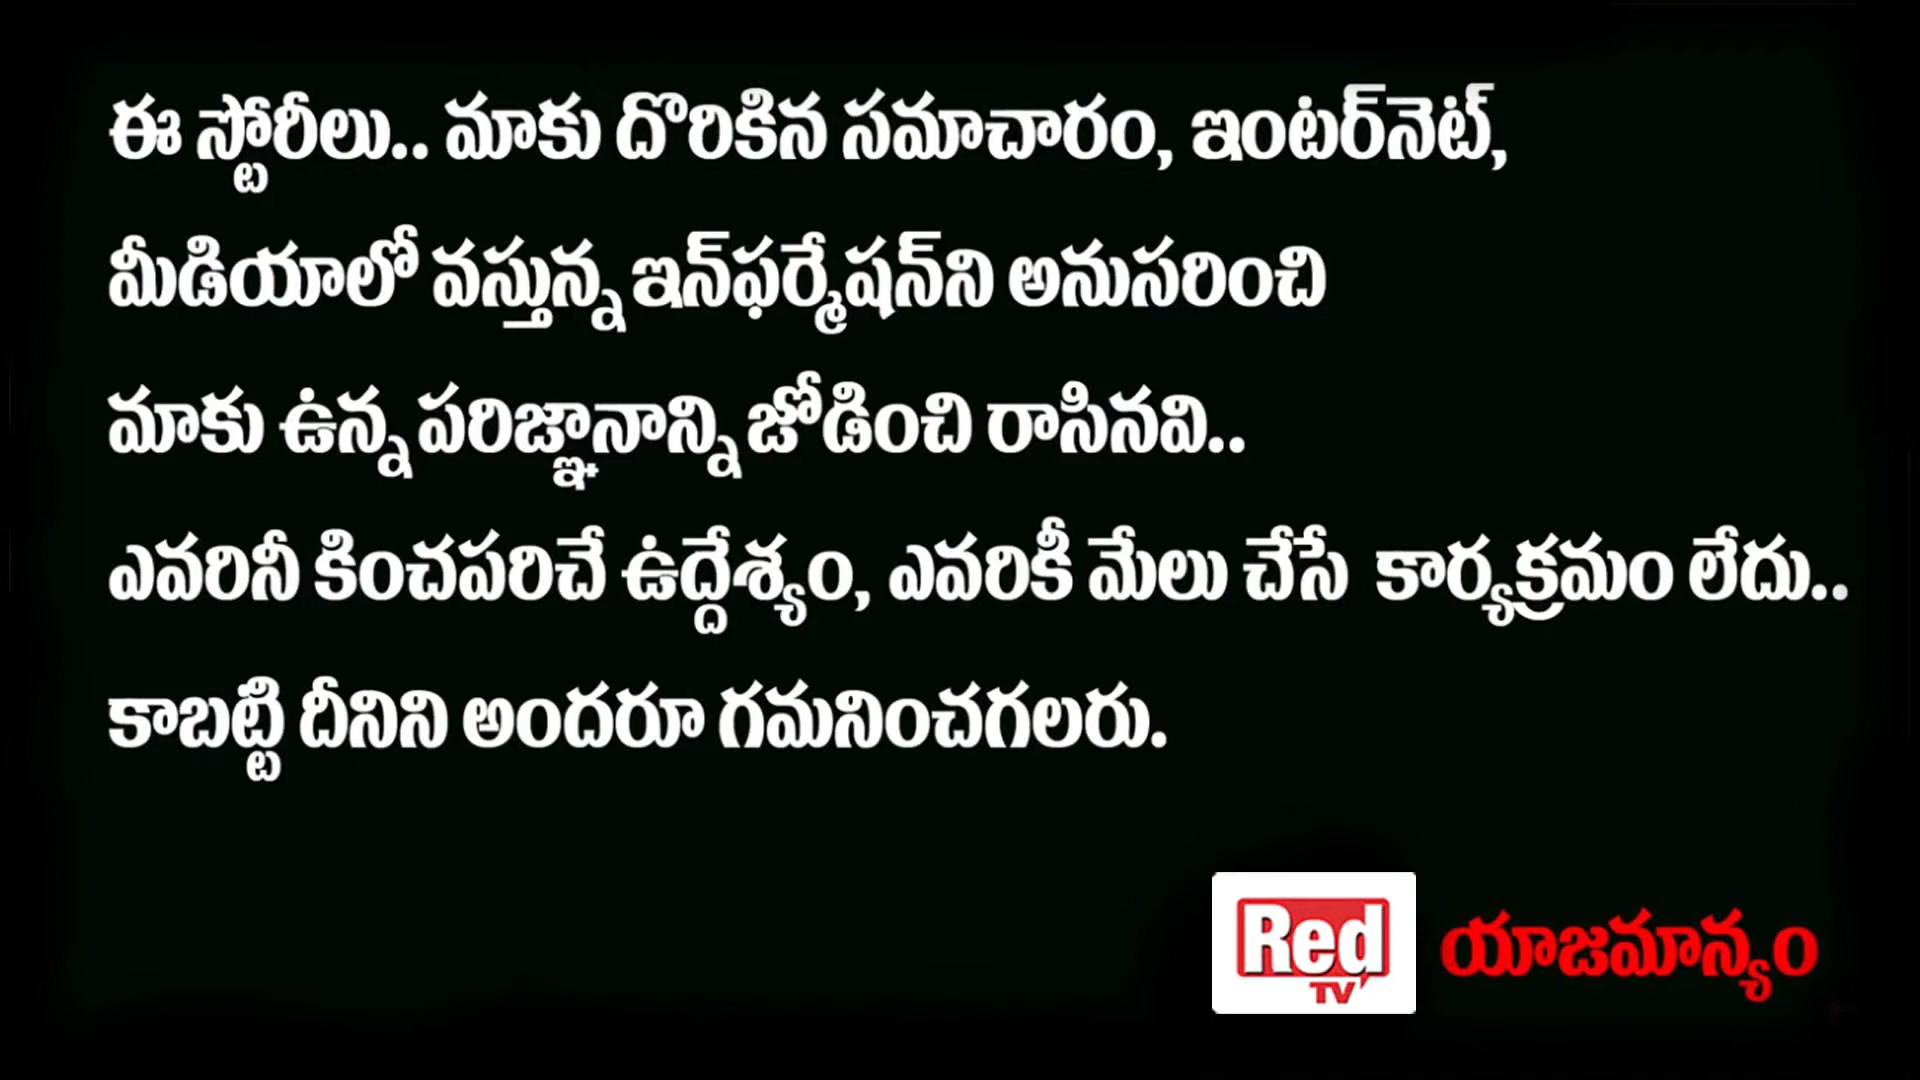 ఈ స్టోరీలు.. మాకు దొరికిన సమాచారం, ఇంటర్‌నెట్,
మీడియాలో వస్తున్న ఇన్‌ఫర్మేషన్‌ని అనుసరించి
మాకు ఉన్న పరిజ్ఞానాన్ని జోడించి రాసినవి..
ఎవరినీ కించపరిచే ఉద్దేశ్యం, ఎవరికీ మేలు చేసే కార్యక్రమం లేదు..
కాబట్టి దీనిని అందరూ గమనించగలరు.
Red TV యాజమాన్యం